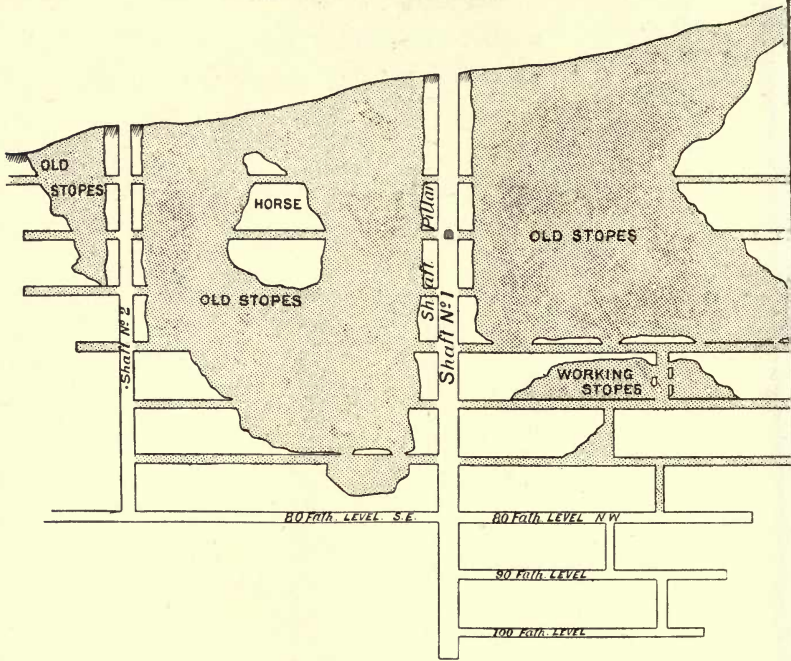 OLD
STOPES
HORSE
Shaft Pillar
OLD STOPES
OLD STOPES
Shaft Nº 2
Shaft Nº 1
WORKING
STOPES
80 Fath. LEVEL. S.E.
80 Fath. LEVEL NW
90 Fath. LEVEL
100 Fath. LEVEL